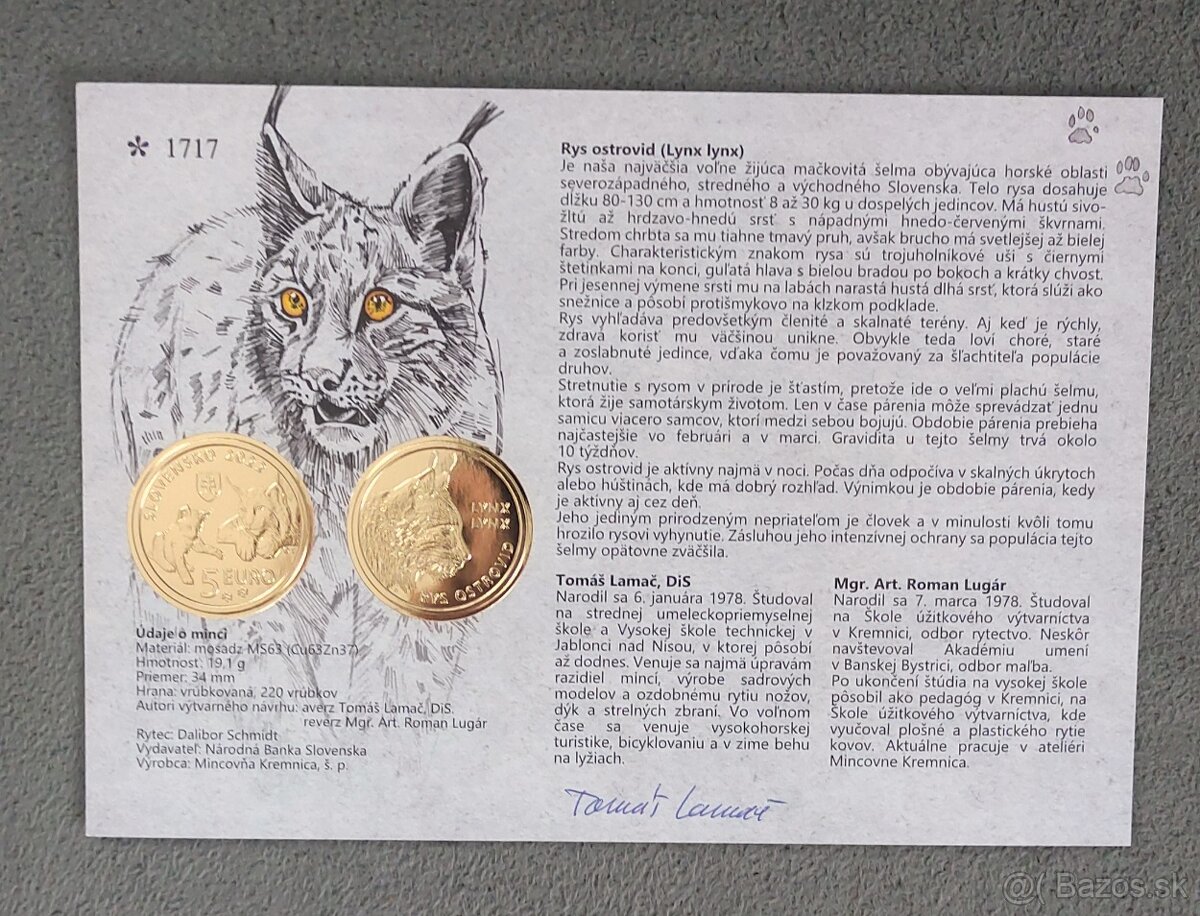 * 1717
Rys ostrovid (Lynx lynx)
Je naša najväčšia voľne žijúca mačkovitá šelma obývajúca horské oblasti
severozápadného, stredného a východného Slovenska. Telo rysa dosahuje
dĺžku 80-130 cm a hmotnosť 8 až 30 kg u dospelých jedincov. Má hustú sivo-
žltú až hrdzavo-hnedú srsť s nápadnými hnedo-červenými škvrnami.
Stredom chrbta sa mu tiahne tmavý pruh, avšak brucho má svetlejšej až bielej
farby. Charakteristickým znakom rysa sú trojuholníkové uši s čiernymi
štetinkami na konci, guľatá hlava s bielou bradou po bokoch a krátky chvost.
Pri jesennej výmene srsti mu na labách narastá hustá dlhá srsť, ktorá slúži ako
snežnice a pôsobí protišmykovo na klzkom podklade.
Rys vyhľadáva predovšetkým členité a skalnaté terény. Aj keď je rýchly,
zdravá korisť mu väčšinou unikne. Obvykle teda loví choré, staré
a zoslabnuté jedince, vďaka čomu je považovaný za šľachtiteľa populácie
druhov.
Stretnutie s rysom v prírode je šťastím, pretože ide o veľmi plachú šelmu,
ktorá žije samotárskym životom. Len v čase párenia môže sprevádzať jednu
samicu viacero samcov, ktorí medzi sebou bojujú. Obdobie párenia prebieha
najčastejšie vo februári a v marci. Gravidita u tejto šelmy trvá okolo
10 týždňov.
Rys ostrovid je aktívny najmä v noci. Počas dňa odpočíva v skalných úkrytoch
alebo húštinách, kde má dobrý rozhľad. Výnimkou je obdobie párenia, kedy
je aktívny aj cez deň.
Jeho jediným prirodzeným nepriateľom je človek a v minulosti kvôli tomu
hrozilo rysovi vyhynutie. Zásluhou jeho intenzívnej ochrany sa populácia tejto
šelmy opätovne zväčšila.
SLOVENSKO 2023
5 EURO
LYNX
LYNX
RYS OSTROVID
Údaje o minci
Materiál: mosadz MS63 (Cu63Zn37)
Hmotnosť: 19,1 g
Priemer: 34 mm
Hrana: vrúbkovaná, 220 vrúbkov
Autori výtvarného návrhu: averz Tomáš Lamač, DiS.
reverz Mgr. Art. Roman Lugár
Rytec: Dalibor Schmidt
Vydavateľ: Národná Banka Slovenska
Výrobca: Mincovňa Kremnica, š. p.
Tomáš Lamač, DiS
Narodil sa 6. januára 1978. Študoval
na strednej umeleckopriemyselnej
škole a Vysokej škole technickej v
Jablonci nad Nisou, v ktorej pôsobí
až dodnes. Venuje sa najmä úpravám
razidiel mincí, výrobe sadrových
modelov a ozdobnému rytiu nožov,
dýk a strelných zbraní. Vo voľnom
čase sa venuje vysokohorskej
turistike, bicyklovaniu a v zime behu
na lyžiach.
Mgr. Art. Roman Lugár
Narodil sa 7. marca 1978. Študoval
na Škole úžitkového výtvarníctva
v Kremnici, odbor rytectvo. Neskôr
navštevoval Akadémiu umení
v Banskej Bystrici, odbor maľba.
Po ukončení štúdia na vysokej škole
pôsobil ako pedagóg v Kremnici, na
Škole úžitkového výtvarníctva, kde
vyučoval plošné a plastického rytie
kovov. Aktuálne pracuje v ateliéri
Mincovne Kremnica.
Tomáš Lamač
@( Bazos.sk